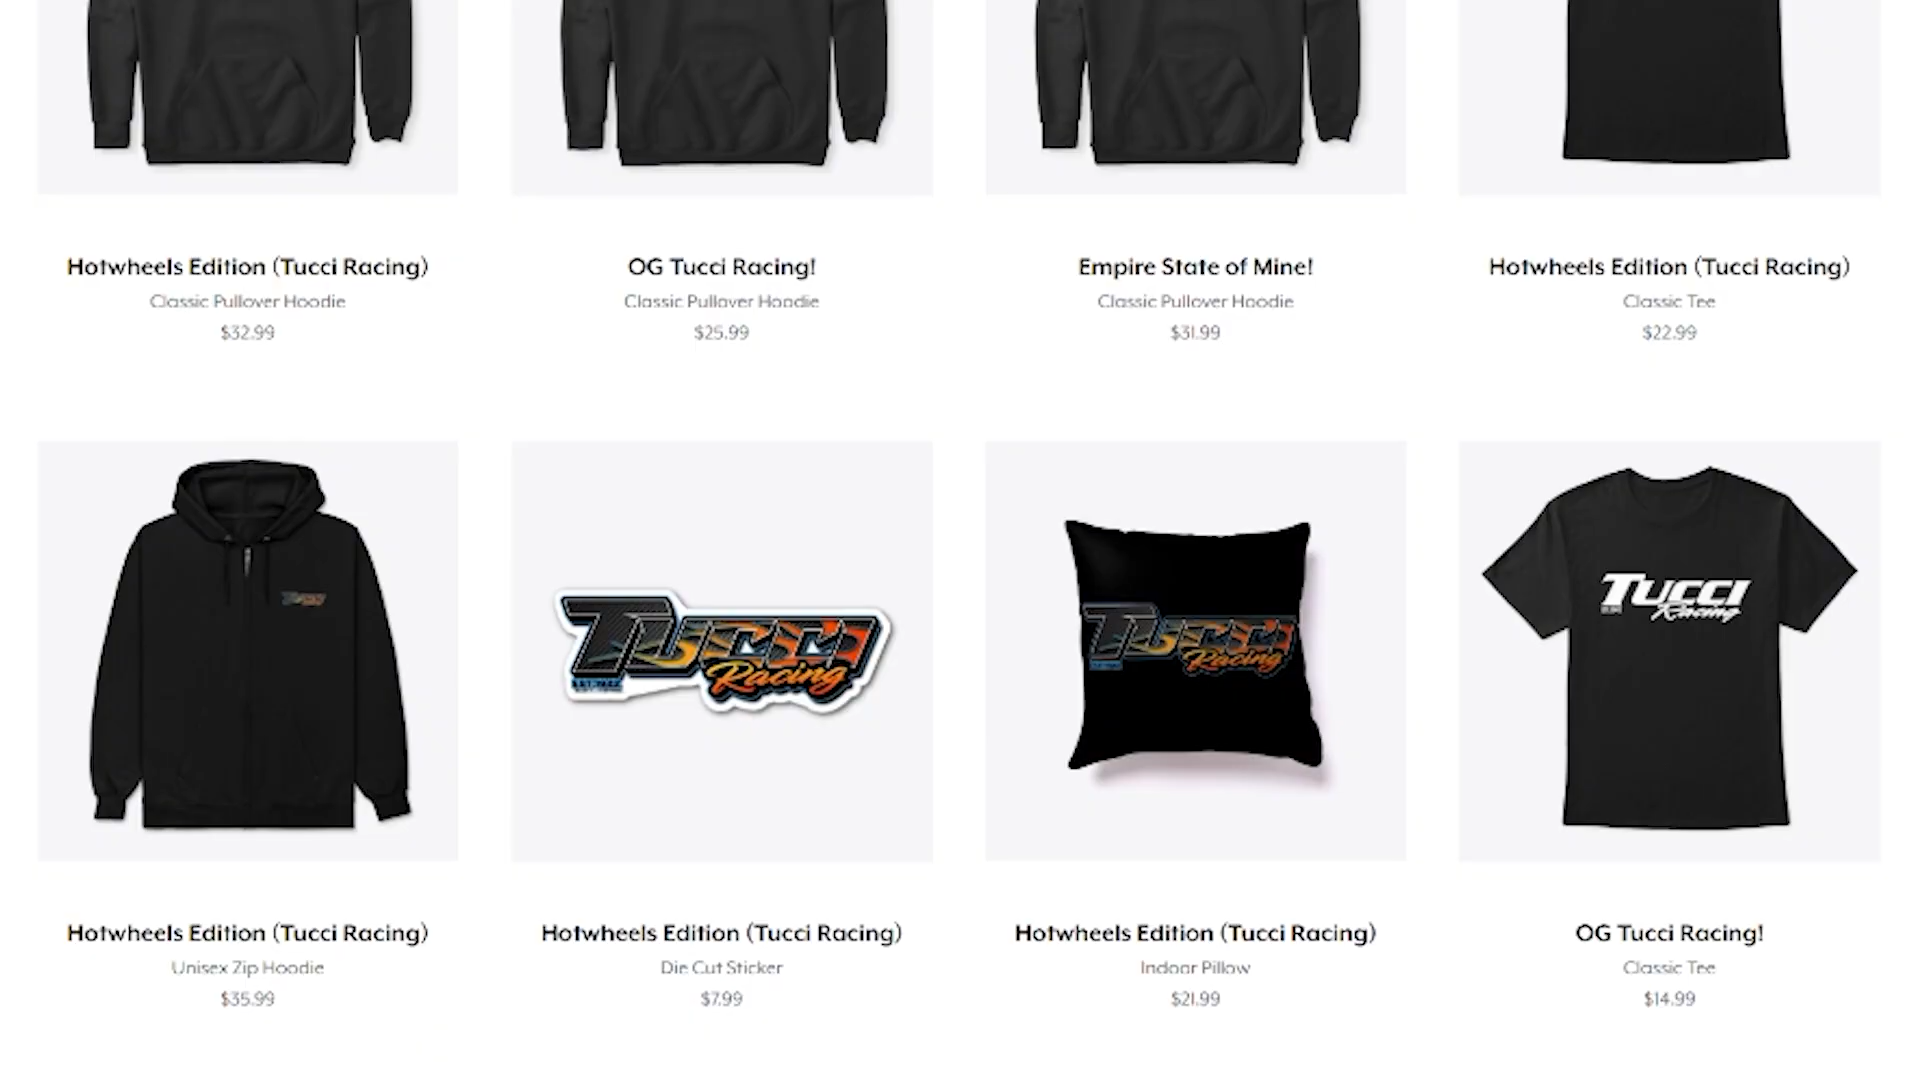 Hotwheels Edition (Tucci Racing)
Classic Pullover Hoodie
$32.99
OG Tucci Racing!
Classic Pullover Hoodie
$25.99
Empire State of Mine!
Classic Pullover Hoodie
$31.99
Hotwheels Edition (Tucci Racing)
Classic Tee
$22.99
TUCCI
Racing
TUCCI
Racing
TUCCI
Racing
Hotwheels Edition (Tucci Racing)
Unisex Zip Hoodie
$35.99
Hotwheels Edition (Tucci Racing)
Die Cut Sticker
$7.99
Hotwheels Edition (Tucci Racing)
Indoor Pillow
$21.99
OG Tucci Racing!
Classic Tee
$14.99